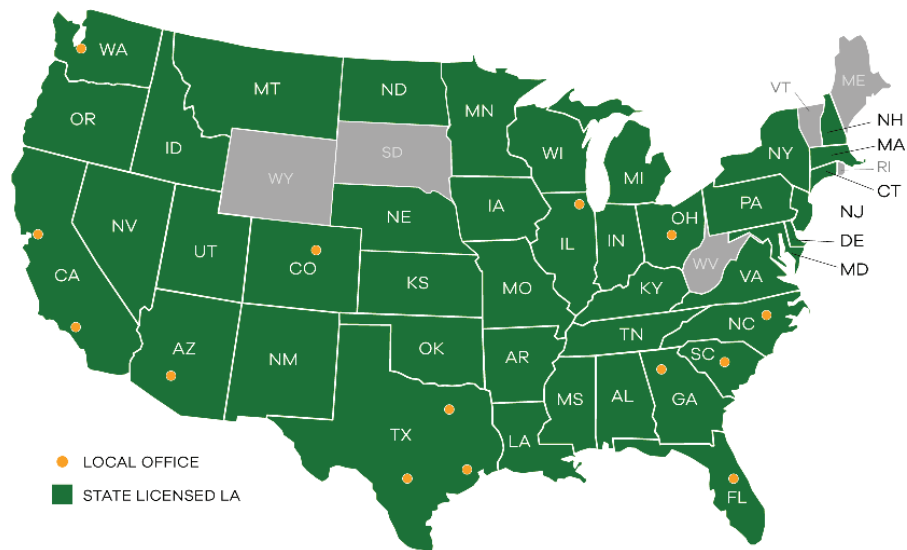 WA
MT
ND
MN
VT
ME
OR
ID
WY
SD
WI
MI
NY
NH
MA
RI
CT
NV
UT
CO
NE
IA
IL
IN
OH
PA
NJ
DE
MD
CA
KS
MO
KY
WV
VA
AZ
NM
OK
AR
TN
NC
SC
TX
LA
MS
AL
GA
FL
LOCAL OFFICE
STATE LICENSED LA